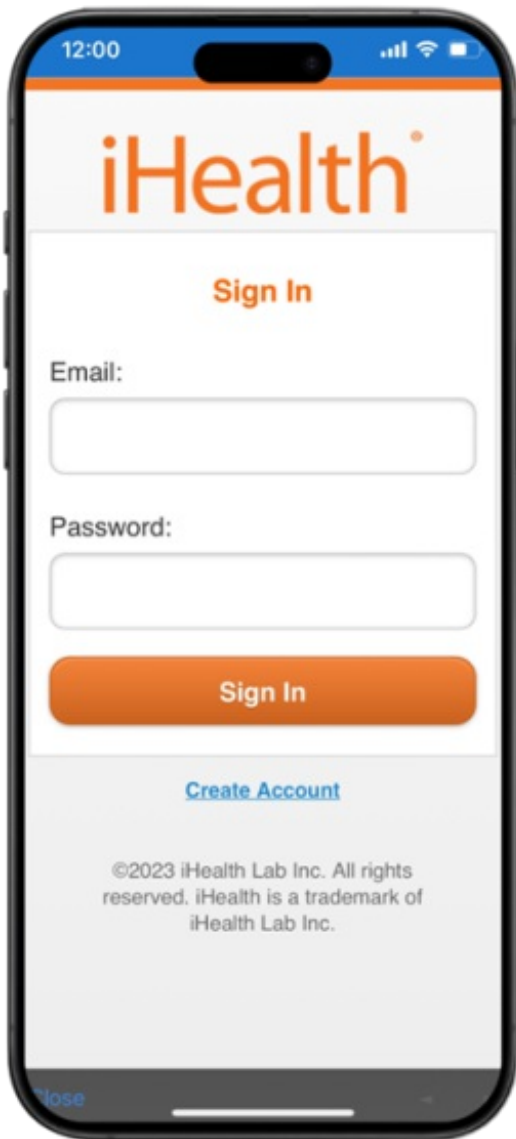 12:00
iHealth
Sign In
Email:
Password:
Sign In
Create Account
©2023 iHealth Lab Inc. All rights
reserved. iHealth is a trademark of
iHealth Lab Inc.
Close